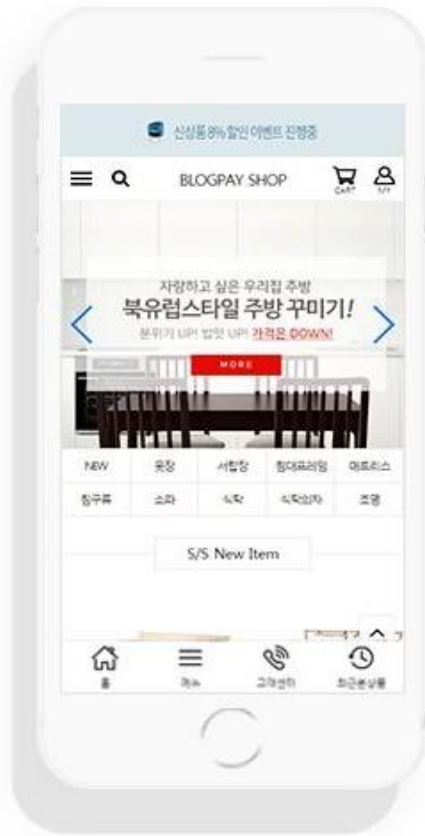 신상품 8% 할인 이벤트 진행중
BLOGPAY SHOP
CART MY
자랑하고 싶은 우리집 주방
북유럽스타일 주방 꾸미기!
분위기 UP! 밥맛 UP! 가격은 DOWN!
MORE
NEW 옷장 서랍장 침대프레임 매트리스
침구류 소파 식탁 식탁의자 조명
S/S New Item
홈 메뉴 고객센터 최근본상품